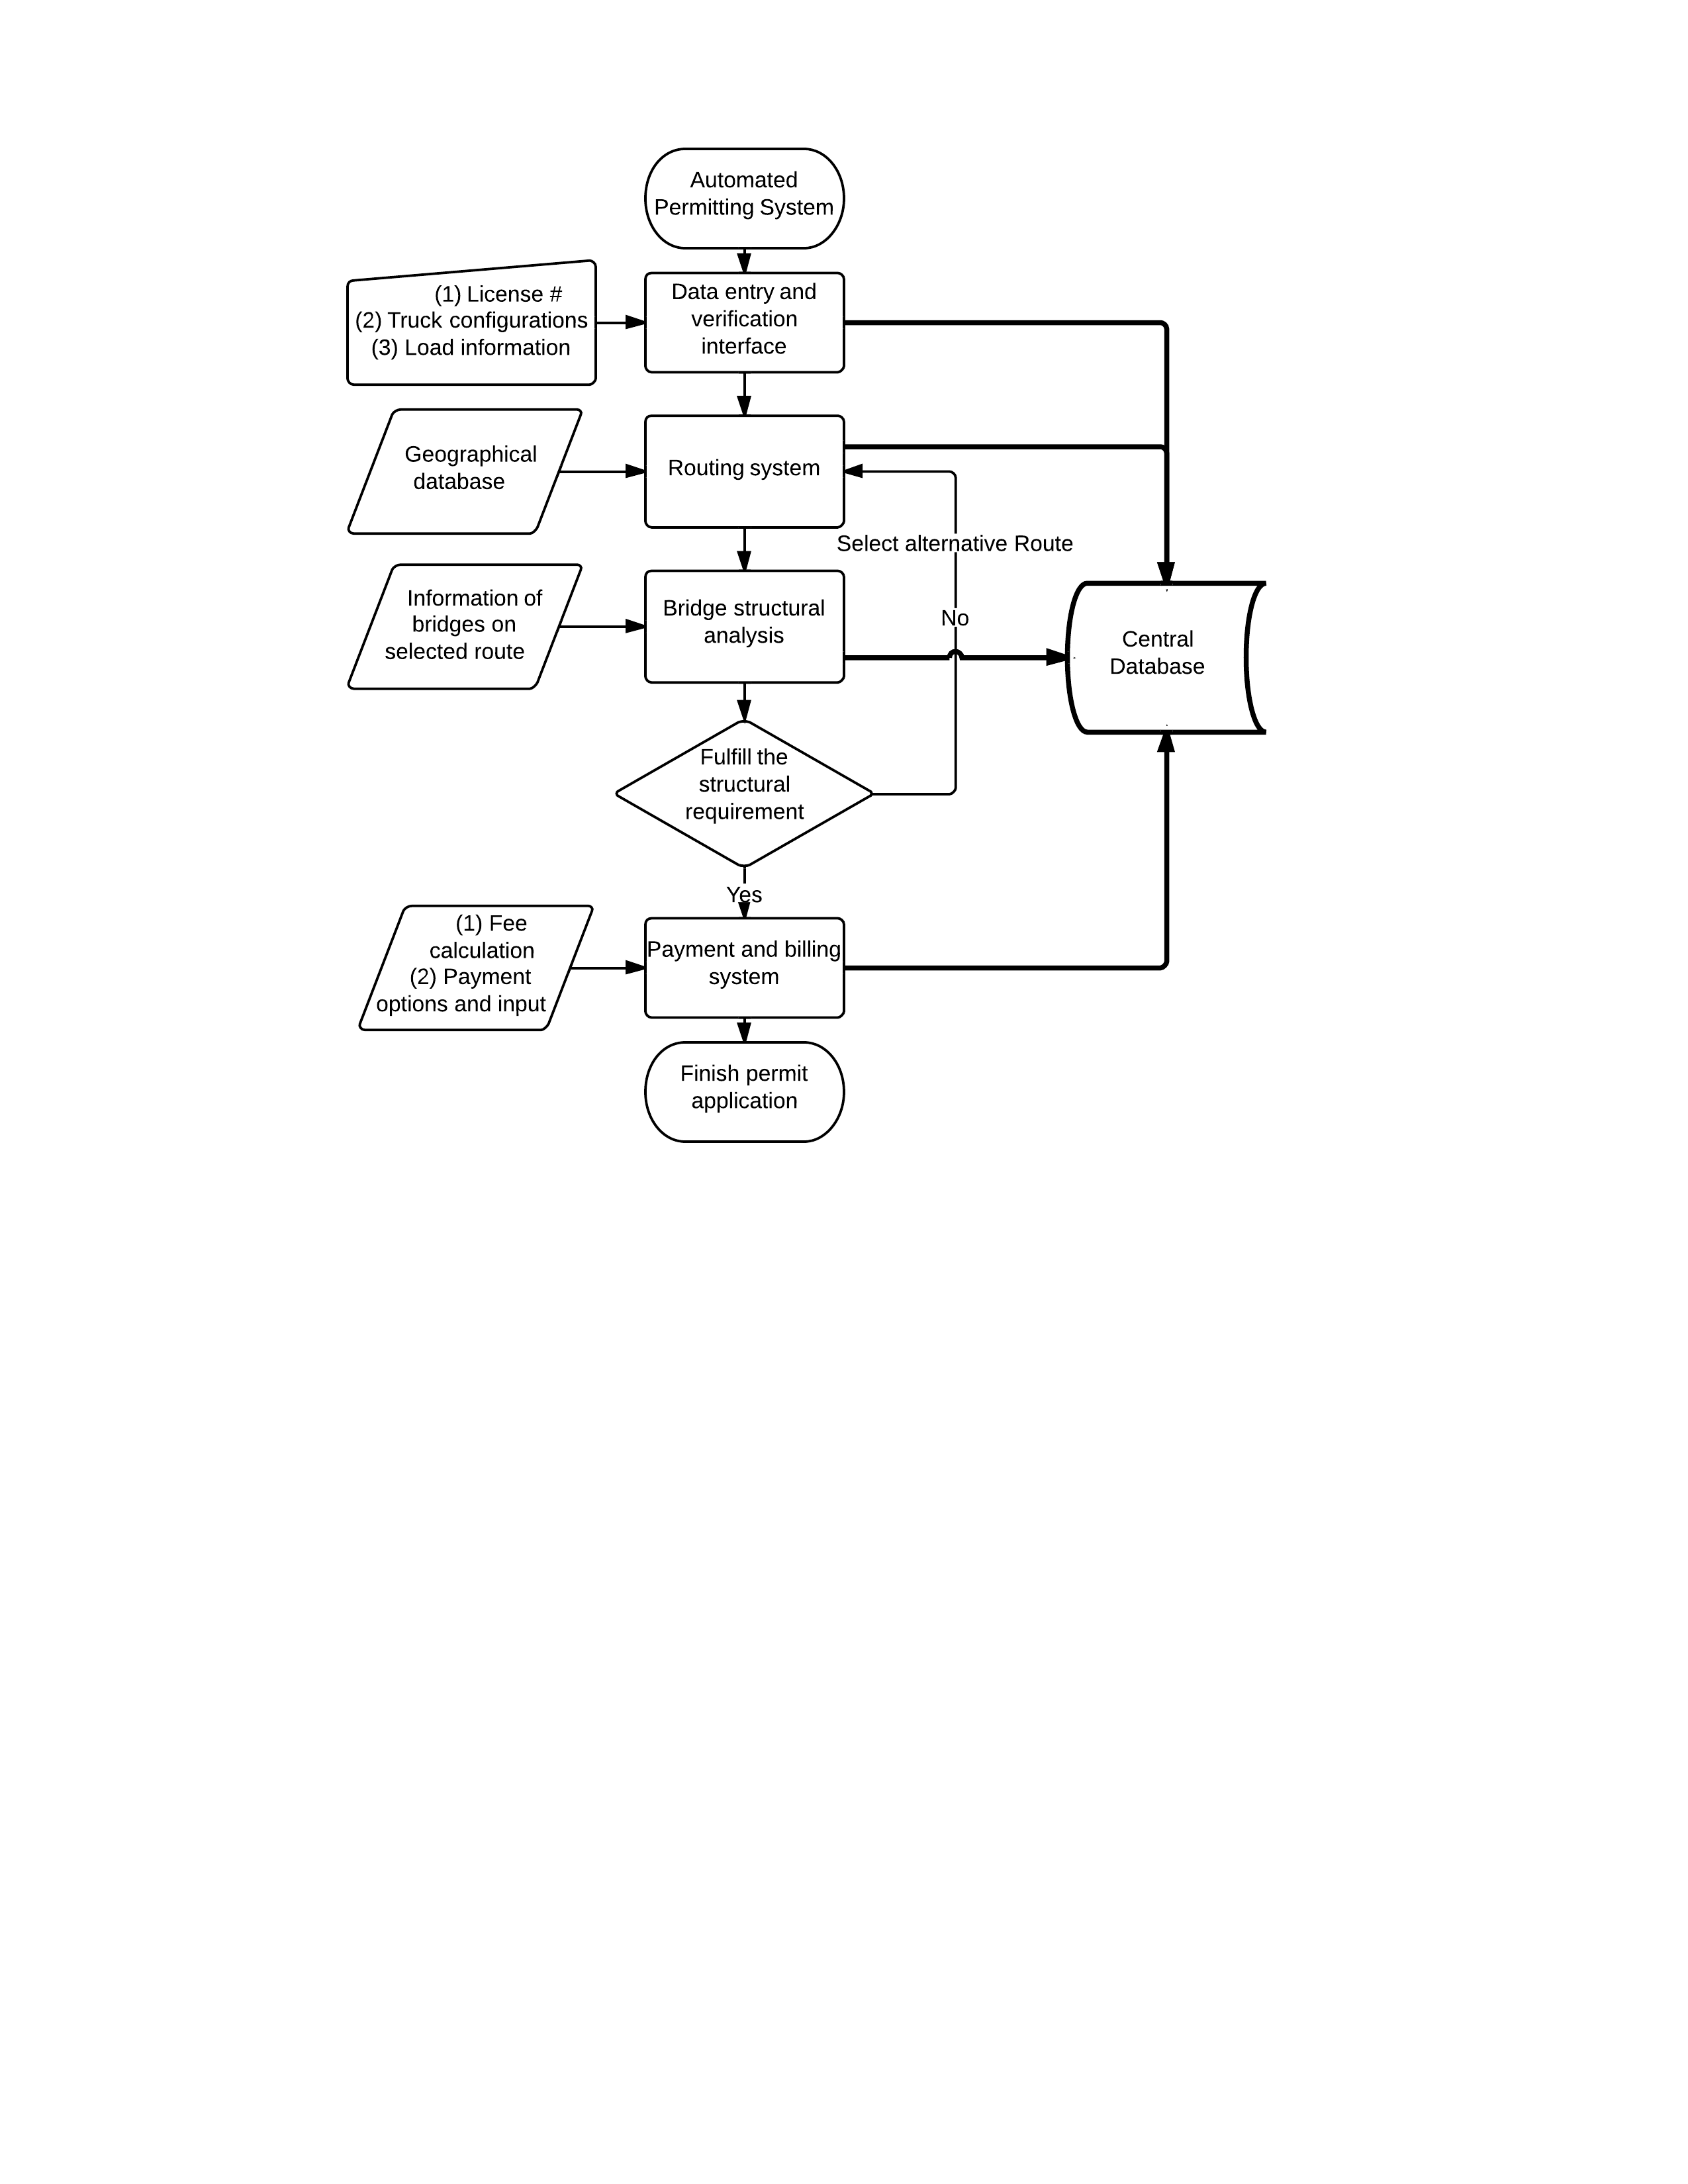 Automated
Permitting System
(1) License #
(2) Truck configurations
(3) Load information
Data entry and
verification
interface
Geographical
database
Routing system
Select alternative Route
Information of
bridges on
selected route
Bridge structural
analysis
No
Central
Database
Fulfill the
structural
requirement
Yes
(1) Fee
calculation
(2) Payment
options and input
Payment and billing
system
Finish permit
application